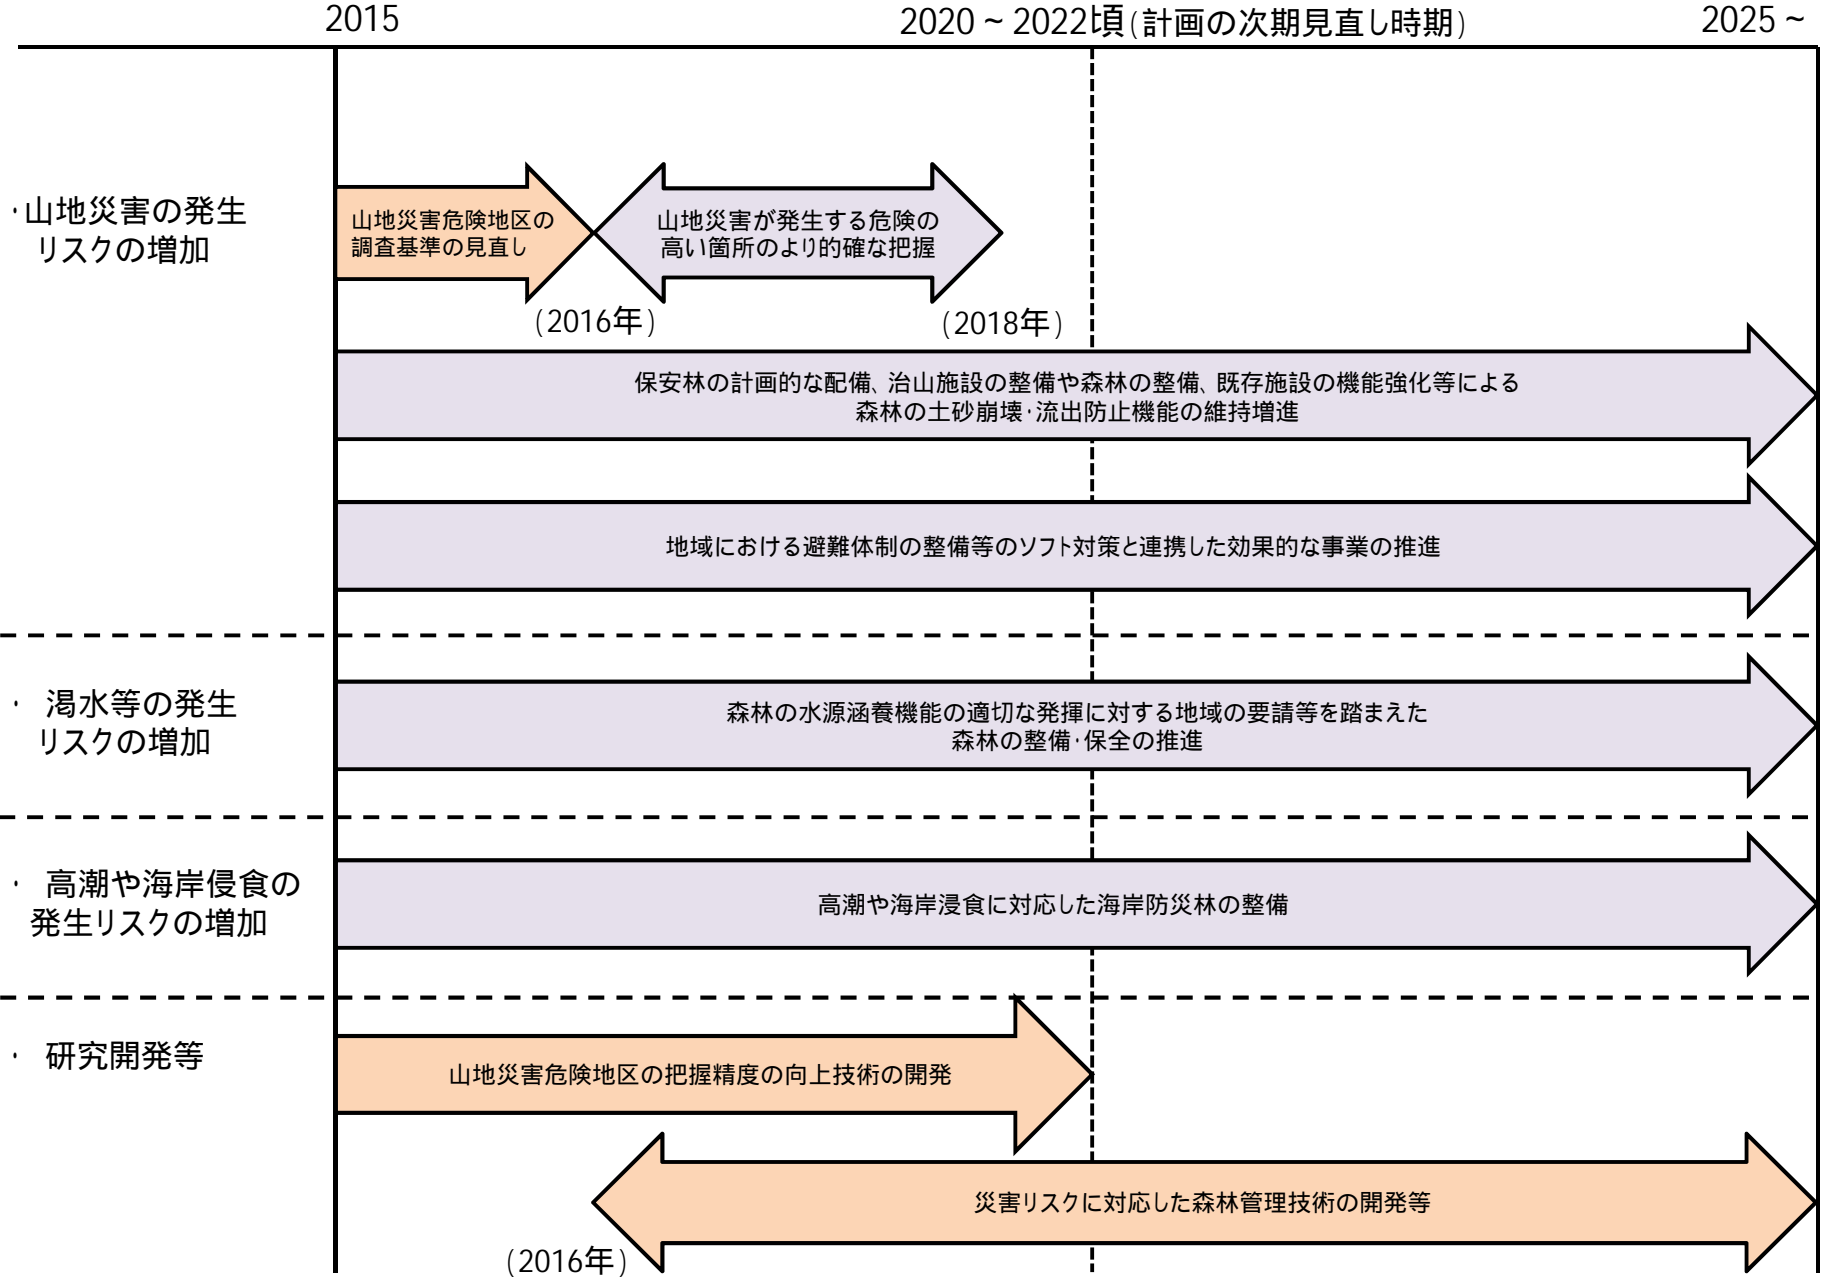 2015
2020～2022頃(計画の次期見直し時期)
2025～
・山地災害の発生
リスクの増加
山地災害危険地区の
調査基準の見直し
山地災害が発生する危険の
高い箇所のより的確な把握
(2016年)
(2018年)
保安林の計画的な配備、治山施設の整備や森林の整備、既存施設の機能強化等による
森林の土砂崩壊・流出防止機能の維持増進
地域における避難体制の整備等のソフト対策と連携した効果的な事業の推進
・ 渇水等の発生
リスクの増加
森林の水源涵養機能の適切な発揮に対する地域の要請等を踏まえた
森林の整備・保全の推進
・ 高潮や海岸侵食の
発生リスクの増加
高潮や海岸浸食に対応した海岸防災林の整備
・ 研究開発等
山地災害危険地区の把握精度の向上技術の開発
災害リスクに対応した森林管理技術の開発等
(2016年)